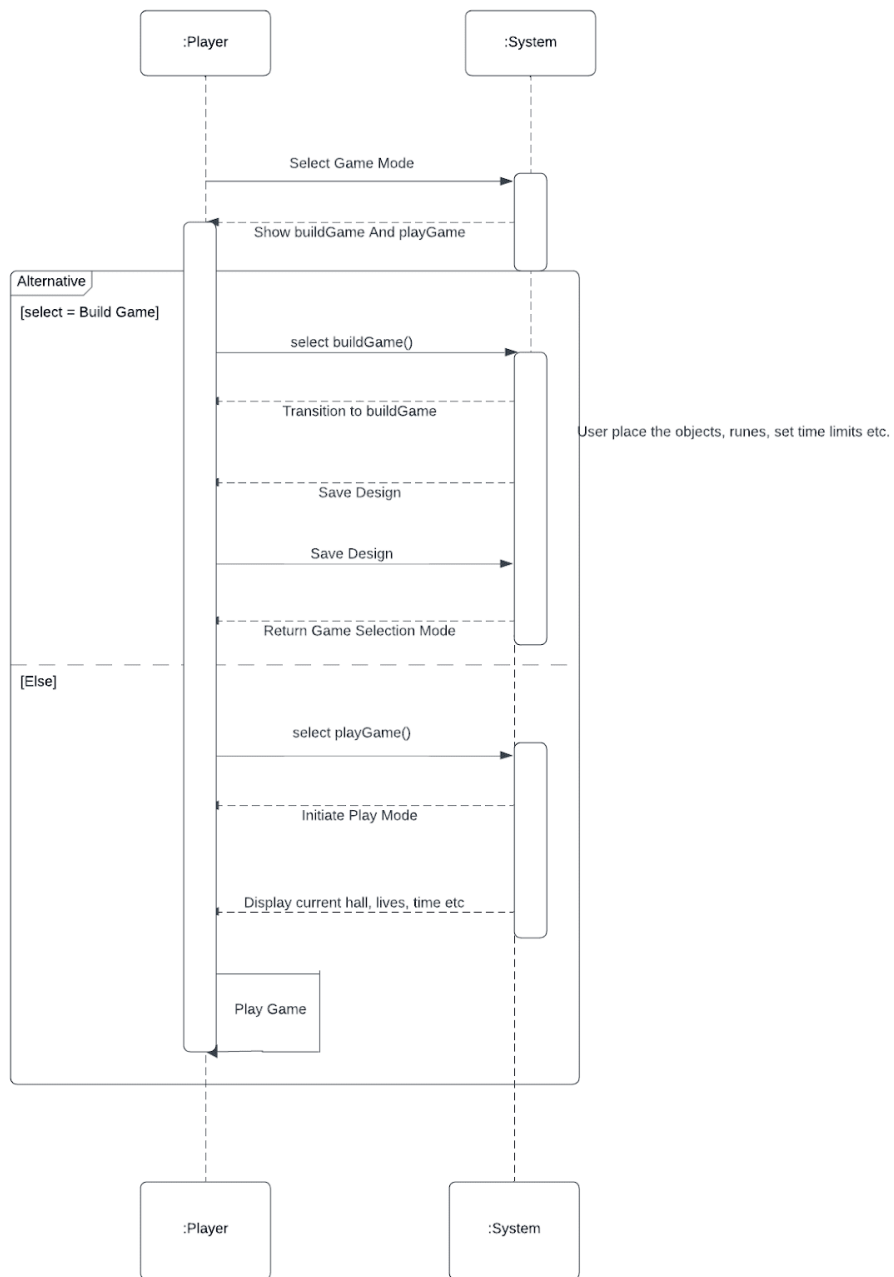 :Player
:System
Select Game Mode
Show buildGame And playGame
Alternative
[select = Build Game]
select buildGame()
Transition to buildGame
User place the objects, runes, set time limits etc.
Save Design
Save Design
Return Game Selection Mode
[Else]
select playGame()
Initiate Play Mode
Display current hall, lives, time etc
Play Game
:Player
:System